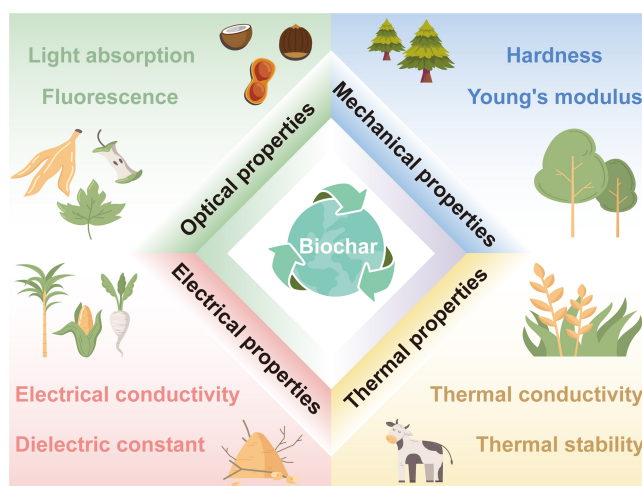 Light absorption
Fluorescence
Hardness
Young's modulus
Optical properties
Mechanical properties
Biochar
Electrical properties
Thermal properties
Electrical conductivity
Dielectric constant
Thermal conductivity
Thermal stability